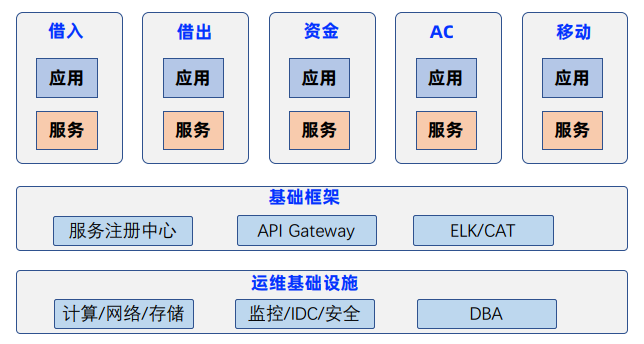 借入
借出
资金
AC
移动
应用
应用
应用
应用
应用
服务
服务
服务
服务
服务
基础框架
服务注册中心
API Gateway
ELK/CAT
运维基础设施
计算/网络/存储
监控/IDC/安全
DBA